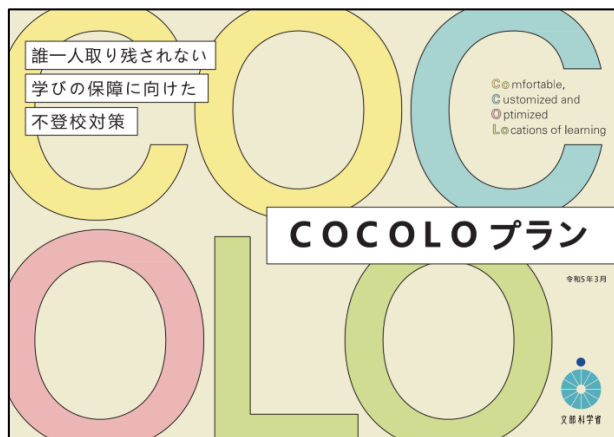 COC
OLO
誰一人取り残されない
学びの保障に向けた
不登校対策
Comfortable,
Customized and
Optimized
Locations of learning
COCOLOプラン
令和5年3月
文部科学省